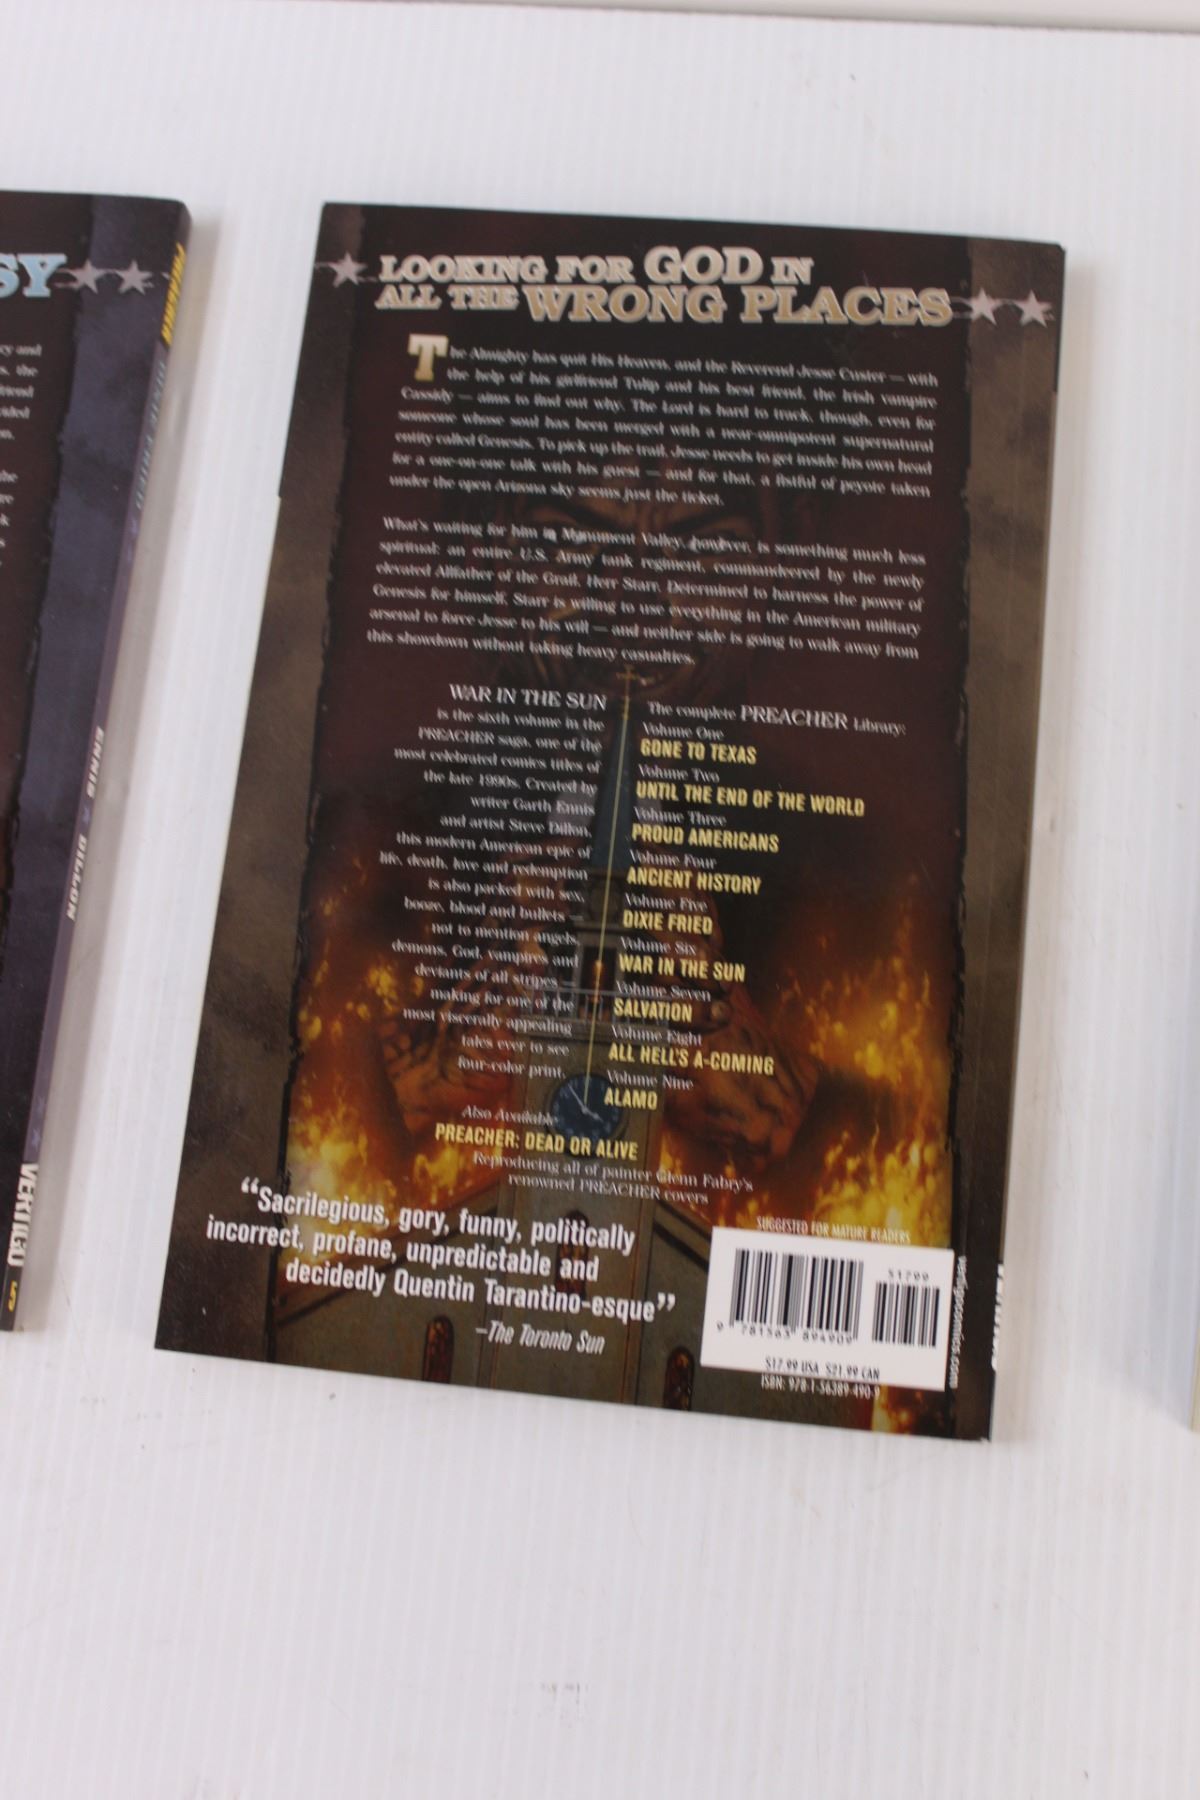 SY
LOOKING FOR GOD IN
ALL THE WRONG PLACES
The Almighty has quit His Heaven, and the Reverend Jesse Custer — with
the help of his girlfriend Tulip and his best friend, the Irish vampire
Cassidy — aims to find out why. The Lord is hard to track, though, even for
someone whose soul has been merged with a near-omnipotent supernatural
entity called Genesis. To pick up the trail, Jesse needs to get inside his own head
for a one-on-one talk with his guest — and for that, a fistful of peyote taken
under the open Arizona sky seems just the ticket.
What's waiting for him in Monument Valley, however, is something much less
spiritual: an entire U.S. Army tank regiment, commandeered by the newly
elevated Allfather of the Grail, Herr Starr. Determined to harness the power of
Genesis for himself, Starr is willing to use everything in the American military
arsenal to force Jesse to his will — and neither side is going to walk away from
this showdown without taking heavy casualties.
WAR IN THE SUN
is the sixth volume in the
PREACHER saga, one of the
most celebrated comics titles of
the late 1990s. Created by
writer Garth Ennis
and artist Steve Dillon,
this modern American epic of
life, death, love and redemption
is also packed with sex,
booze, blood and bullets —
not to mention angels,
demons, God, vampires and
deviants of all stripes —
making for one of the
most viscerally appealing
tales ever to see
four-color print.
The complete PREACHER Library:
Volume One
GONE TO TEXAS
Volume Two
UNTIL THE END OF THE WORLD
Volume Three
PROUD AMERICANS
Volume Four
ANCIENT HISTORY
Volume Five
DIXIE FRIED
Volume Six
WAR IN THE SUN
Volume Seven
SALVATION
Volume Eight
ALL HELL'S A-COMING
Volume Nine
ALAMO
Also Available
PREACHER: DEAD OR ALIVE
Reproducing all of painter Glenn Fabry's
renowned PREACHER covers
“Sacrilegious, gory, funny, politically
incorrect, profane, unpredictable and
decidedly Quentin Tarantino-esque”
—The Toronto Sun
SUGGESTED FOR MATURE READERS
51799
9 781563 894909
$17.99 USA $21.99 CAN
ISBN: 978-1-56389-490-9
vertigocomics.com
PREACHER
ENNIS ★ DILLON
VERTIGO
5